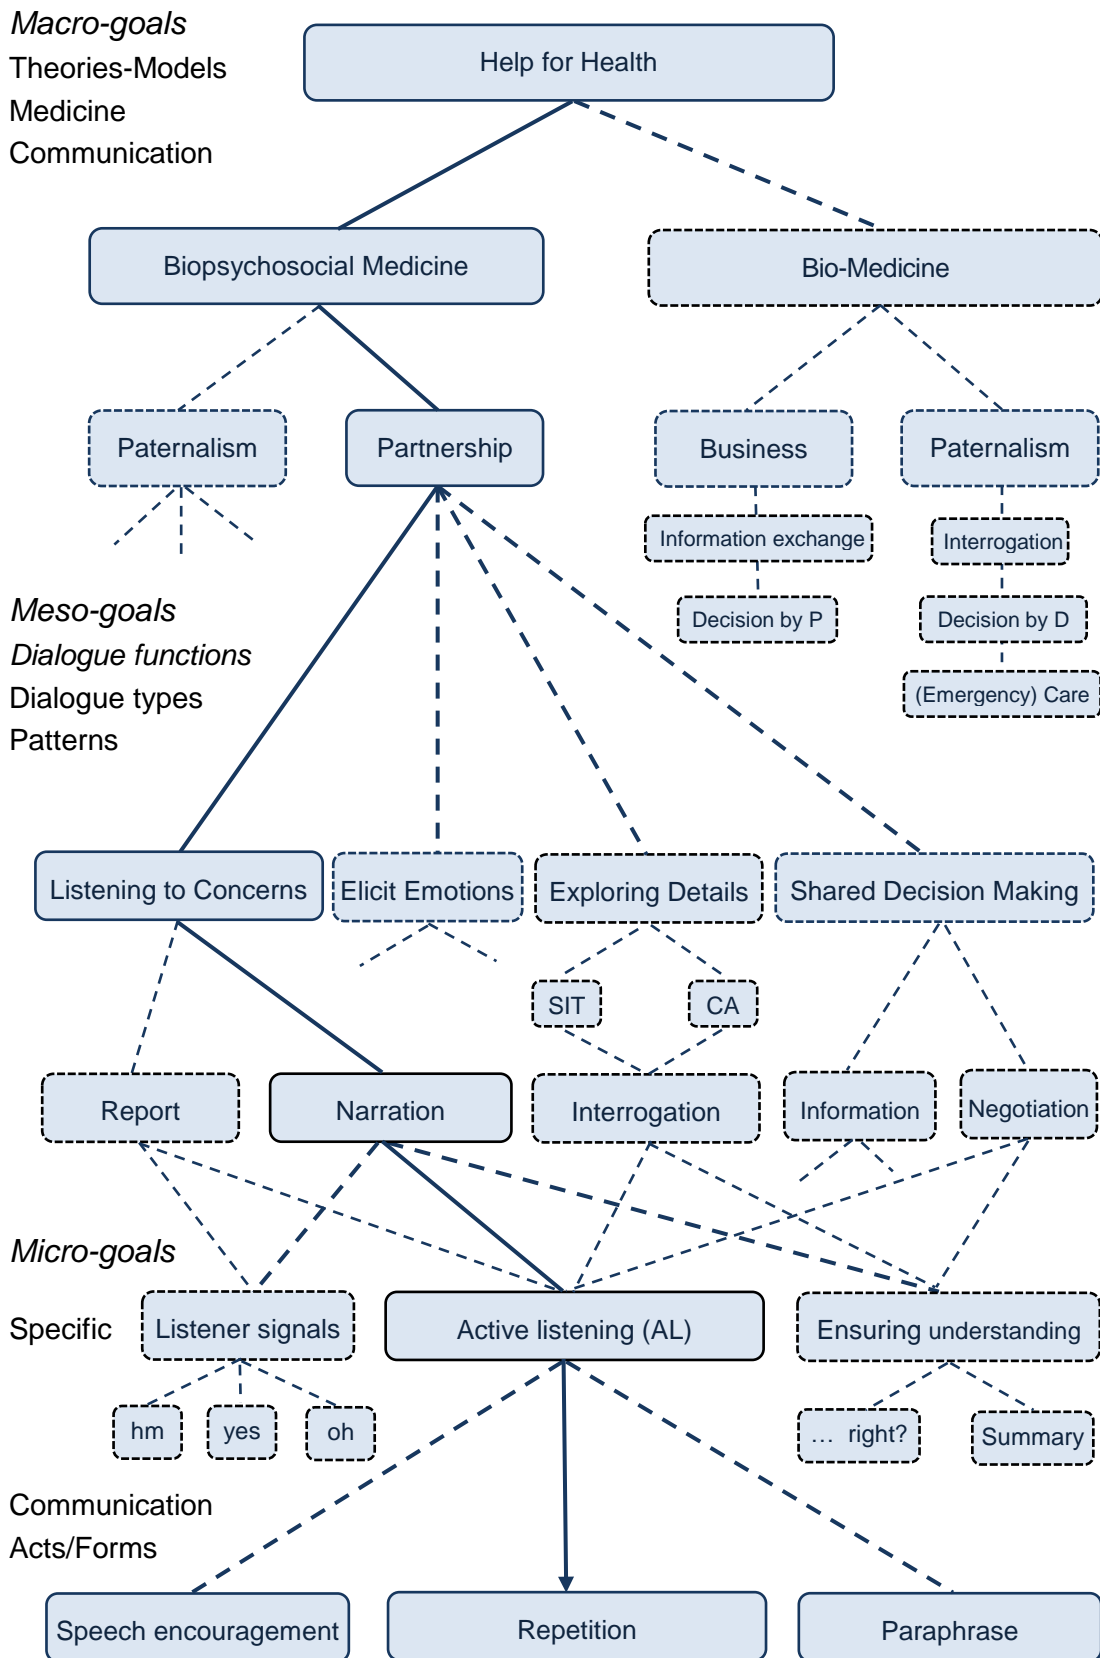 Macro-goals
Theories-Models
Medicine
Communication
Help for Health
Biopsychosocial Medicine
Bio-Medicine
Paternalism
Partnership
Business
Paternalism
Information exchange
Interrogation
Decision by P
Decision by D
(Emergency) Care
Meso-goals
Dialogue functions
Dialogue types
Patterns
Listening to Concerns
Elicit Emotions
Exploring Details
Shared Decision Making
SIT
CA
Report
Narration
Interrogation
Information
Negotiation
Micro-goals
Specific
Listener signals
Active listening (AL)
Ensuring understanding
hm
yes
oh
… right?
Summary
Communication
Acts/Forms
Speech encouragement
Repetition
Paraphrase